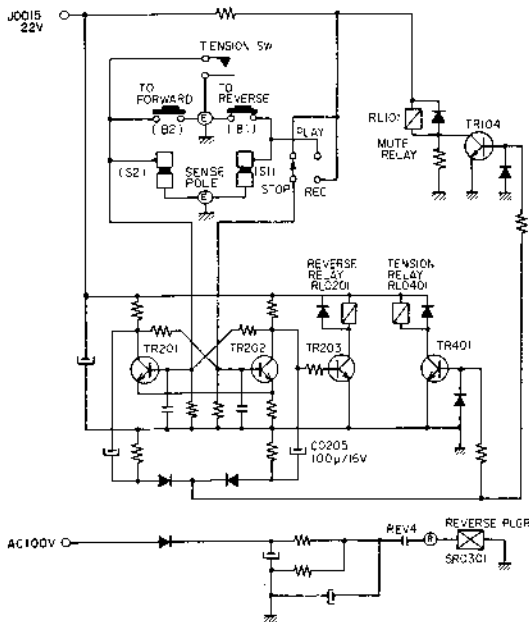 J0015
22V
TENSION SW
TO
FORWARD
TO
REVERSE
E
(B2)
(B1)
PLAY
(S2)
SENSE
POLE
(S1)
STOP
REC
E
RL101
TR104
MUTE
RELAY
REVERSE
RELAY
RL0201
TENSION
RELAY
RL0401
TR201
TR202
TR203
TR401
C0205
100μ/16V
AC100V
REV4
R
REVERSE PLGR
SR0301